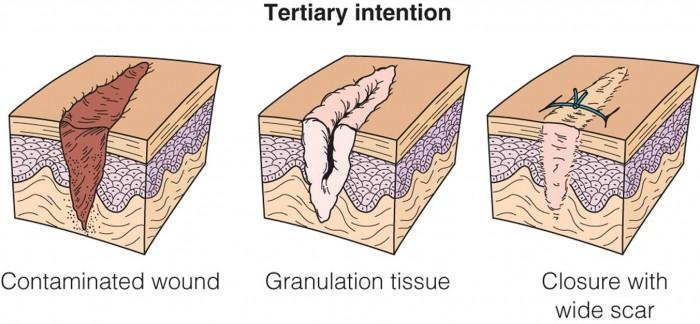 Tertiary intention
Contaminated wound
Granulation tissue
Closure with
wide scar